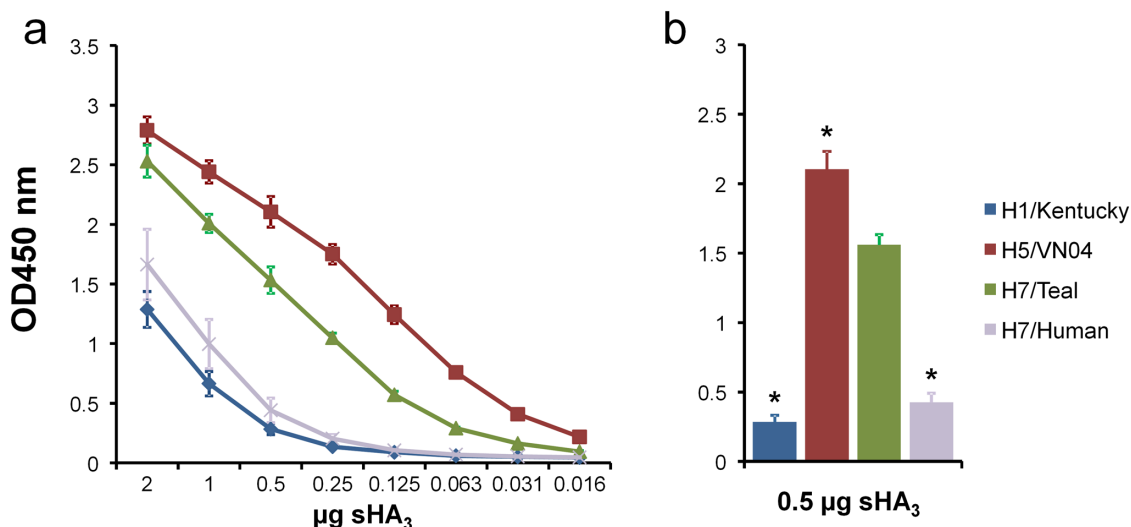 a
3.5
3
2.5
2
1.5
1
0.5
0
OD450 nm
2 1 0.5 0.25 0.125 0.063 0.031 0.016
µg sHA₃
b
3
2.5
2
1.5
1
0.5
0
* * *
0.5 µg sHA₃
H1/Kentucky
H5/VN04
H7/Teal
H7/Human